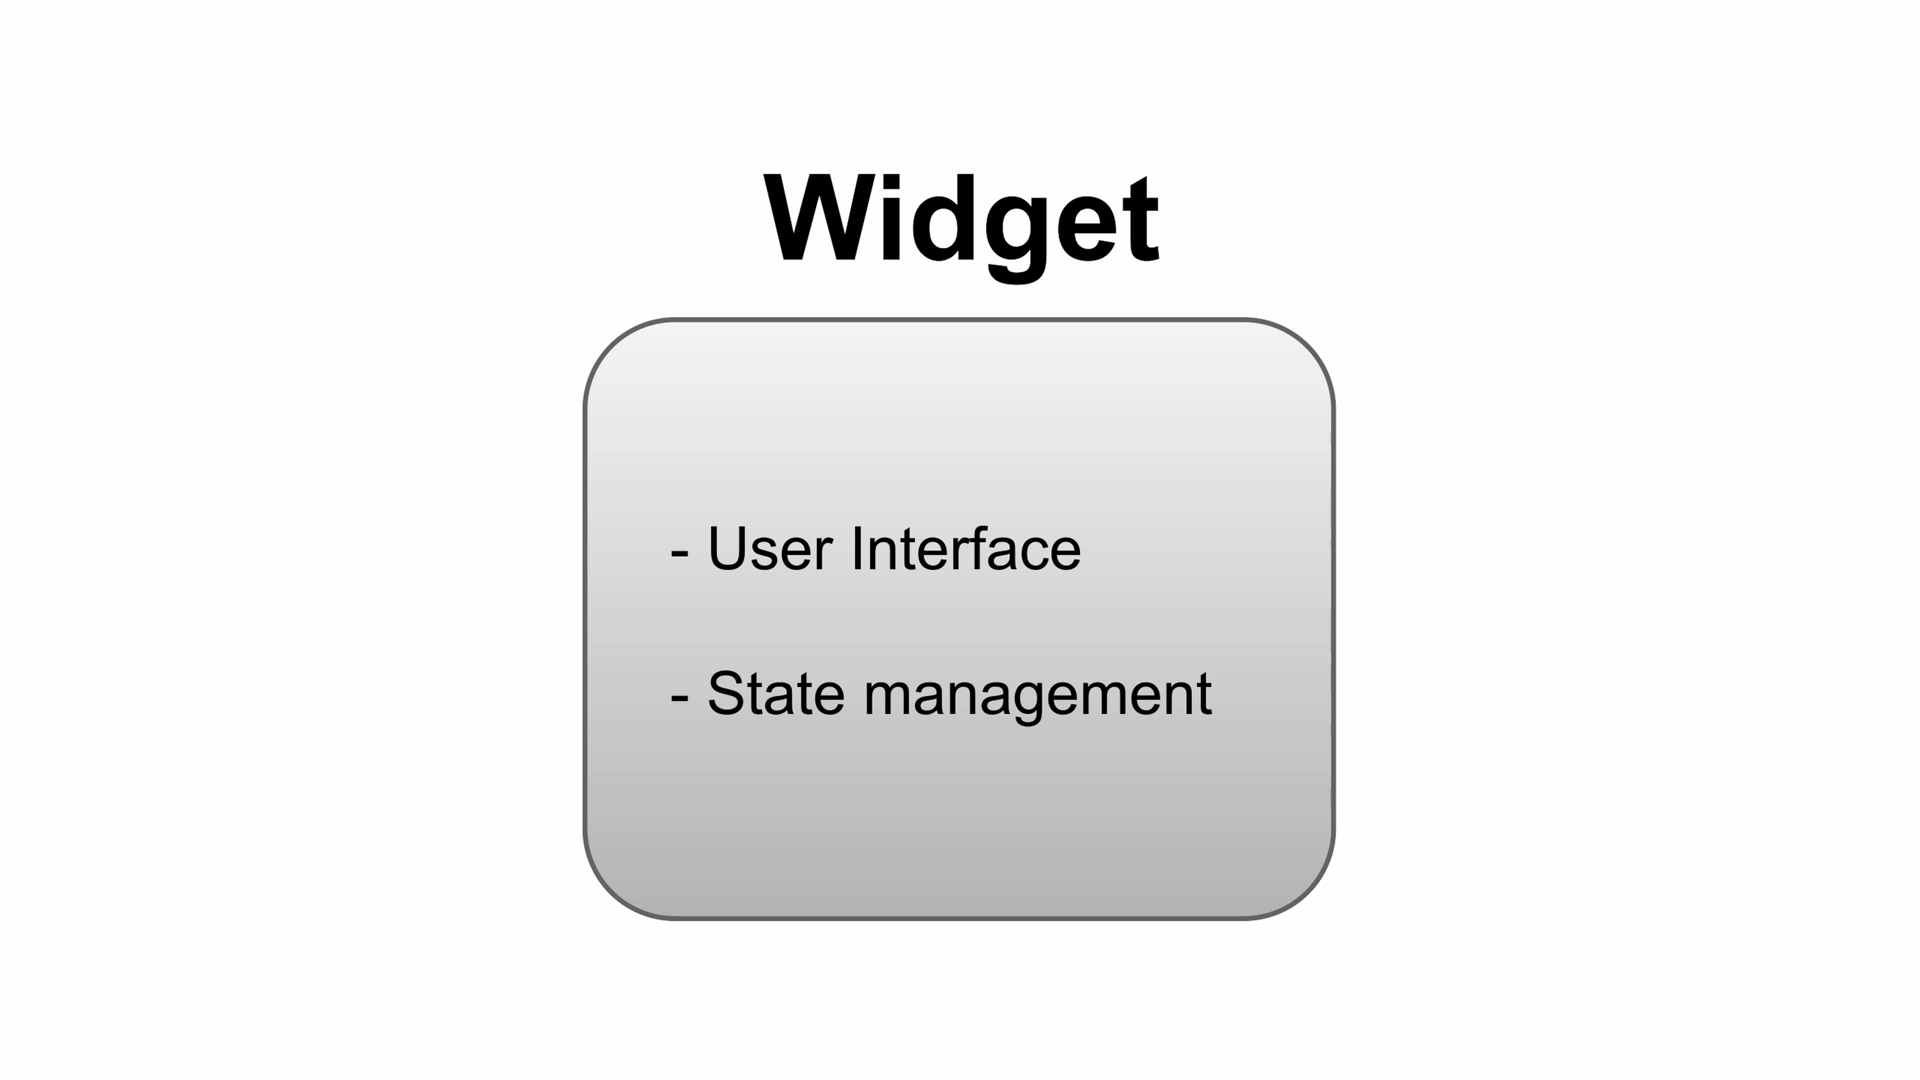 Widget
- User Interface
- State management